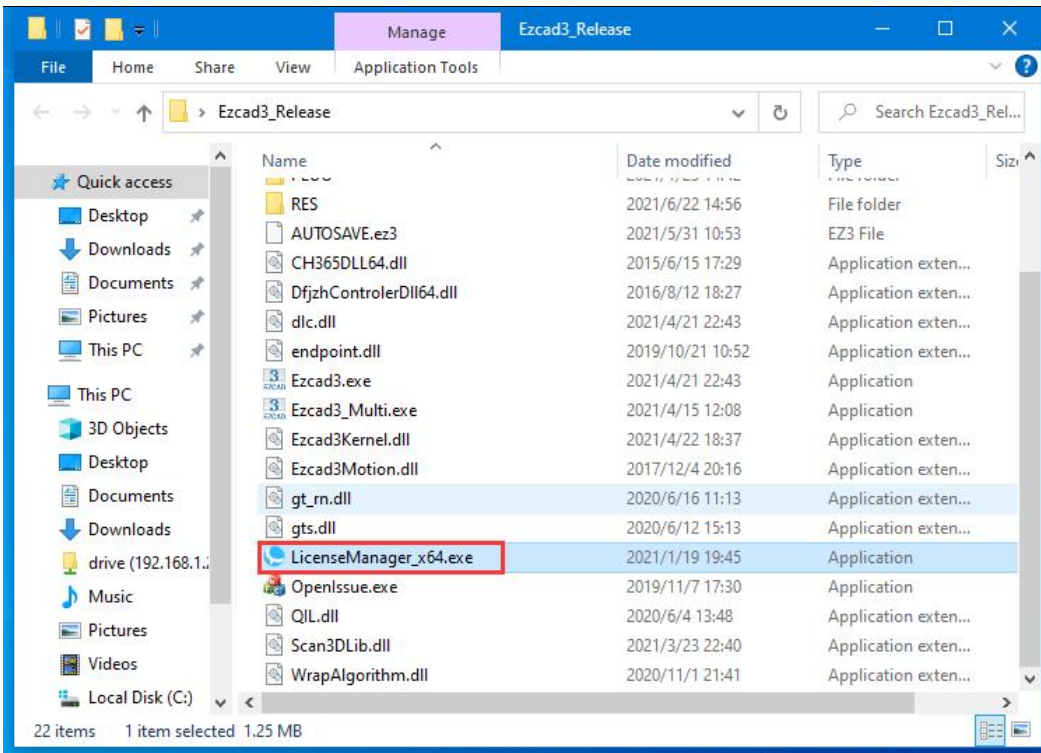 Manage
Ezcad3_Release
File Home Share View Application Tools
Ezcad3_Release
Search Ezcad3_Rel...
Name Date modified Type Siz
Quick access
Desktop
Downloads
Documents
Pictures
This PC
This PC
3D Objects
Desktop
Documents
Downloads
drive (192.168.1.2
Music
Pictures
Videos
Local Disk (C:)
RES 2021/6/22 14:56 File folder
AUTOSAVE.ez3 2021/5/31 10:53 EZ3 File
CH365DLL64.dll 2015/6/15 17:29 Application exten...
DfjzhControlerDll64.dll 2016/8/12 18:27 Application exten...
dlc.dll 2021/4/21 22:43 Application exten...
endpoint.dll 2019/10/21 10:52 Application exten...
Ezcad3.exe 2021/4/21 22:43 Application
Ezcad3_Multi.exe 2021/4/15 12:08 Application
Ezcad3Kernel.dll 2021/4/22 18:37 Application exten...
Ezcad3Motion.dll 2017/12/4 20:16 Application exten...
gt_rn.dll 2020/6/16 11:13 Application exten...
gts.dll 2020/6/12 15:13 Application exten...
LicenseManager_x64.exe 2021/1/19 19:45 Application
OpenIssue.exe 2019/11/7 17:30 Application
QIL.dll 2020/6/4 13:48 Application exten...
Scan3DLib.dll 2021/3/23 22:40 Application exten...
WrapAlgorithm.dll 2020/11/1 21:41 Application exten...
22 items 1 item selected 1.25 MB